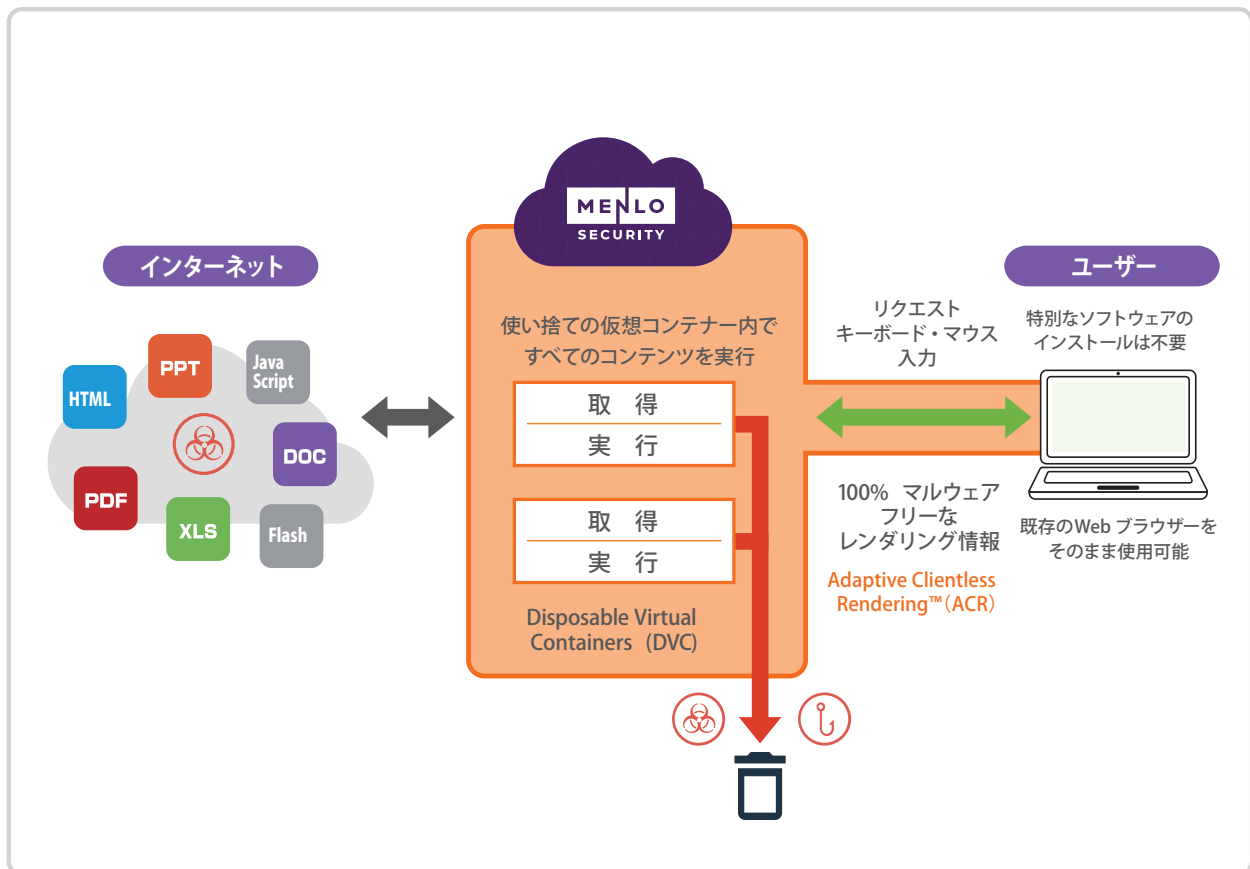 MENLO
SECURITY
インターネット
PPT
Java
Script
HTML
DOC
PDF
XLS
Flash
使い捨ての仮想コンテナー内で
すべてのコンテンツを実行
取 得
実 行
取 得
実 行
Disposable Virtual
Containers (DVC)
リクエスト
キーボード・マウス
入力
100% マルウェア
フリーな
レンダリング情報
Adaptive Clientless
Rendering™(ACR)
ユーザー
特別なソフトウェアの
インストールは不要
既存のWeb ブラウザーを
そのまま使用可能